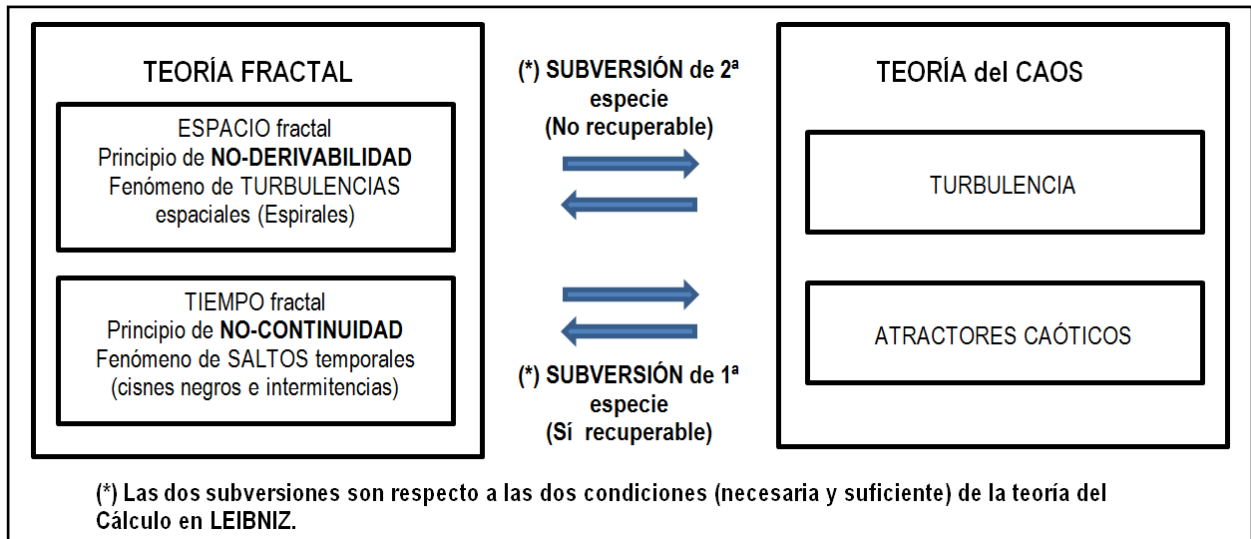 TEORÍA FRACTAL
ESPACIO fractal
Principio de NO-DERIVABILIDAD
Fenómeno de TURBULENCIAS
espaciales (Espirales)
TIEMPO fractal
Principio de NO-CONTINUIDAD
Fenómeno de SALTOS temporales
(cisnes negros e intermitencias)
(*) SUBVERSIÓN de 2ª
especie
(No recuperable)
(*) SUBVERSIÓN de 1ª
especie
(Sí recuperable)
TEORÍA del CAOS
TURBULENCIA
ATRACTORES CAÓTICOS
(*) Las dos subversiones son respecto a las dos condiciones (necesaria y suficiente) de la teoría del
Cálculo en LEIBNIZ.